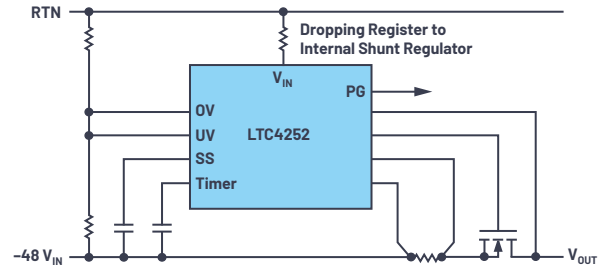 RTN
Dropping Register to
Internal Shunt Regulator
VIN
PG
OV
UV
LTC4252
SS
Timer
–48 VIN
VOUT